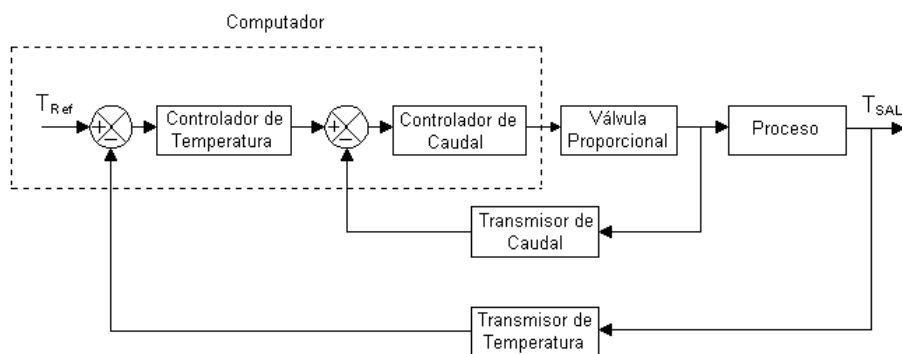 Computador
T Ref
+
−
Controlador de
Temperatura
+
−
Controlador de
Caudal
Válvula
Proporcional
Proceso
T SAL
Transmisor de
Caudal
Transmisor de
Temperatura